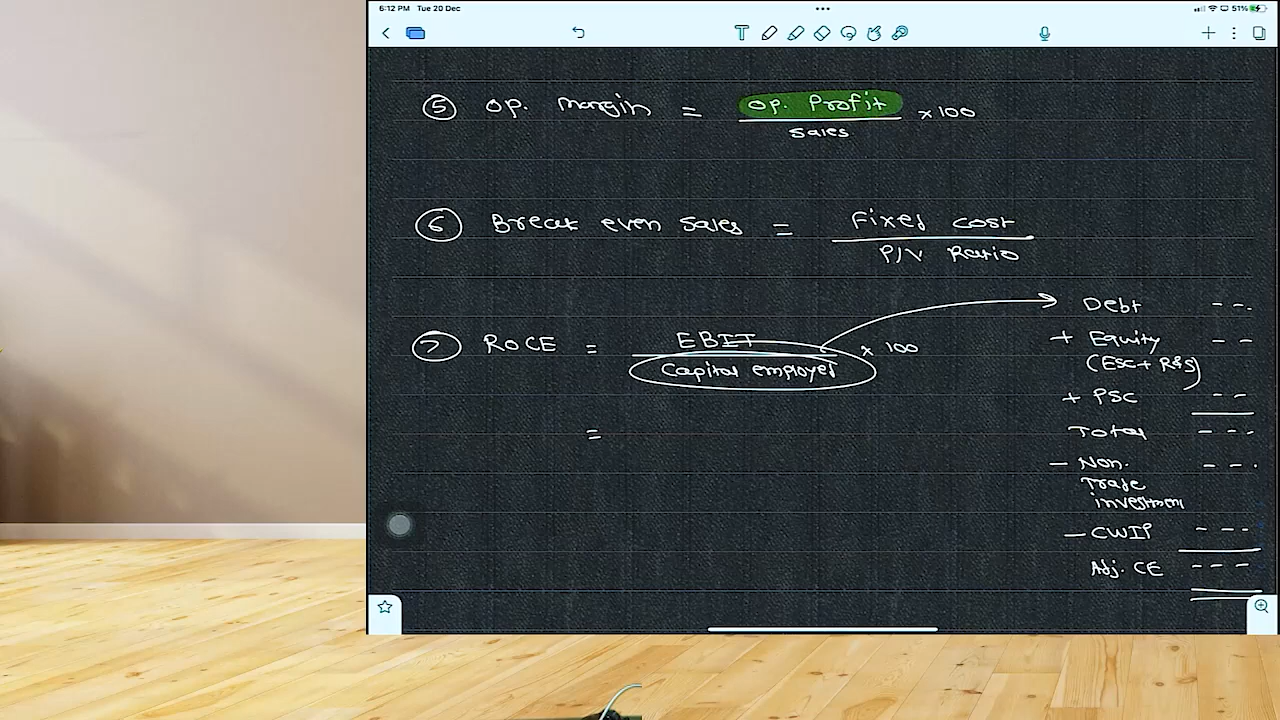 6:12 PM Tue 20 Dec
51%
5 Op. Margin = Op. Profit × 100
Sales
6 Break even Sales = Fixed Cost
P/V Ratio
7 ROCE = EBIT × 100
Capital employed
=
Debt - - -
+ Equity - -
(ESC + R&S)
+ PSC - -
Total - - -
- Non. - - -
Trade
investment
- CWIP - - -
Adj. CE - - -